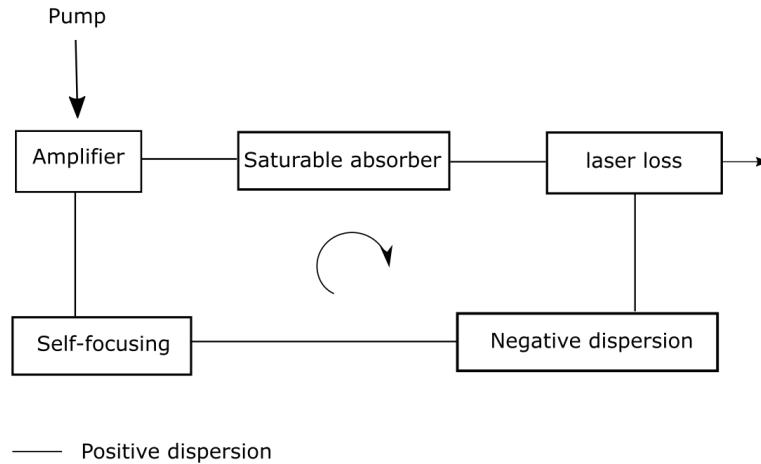 Pump
Amplifier
Saturable absorber
laser loss
Self-focusing
Negative dispersion
Positive dispersion